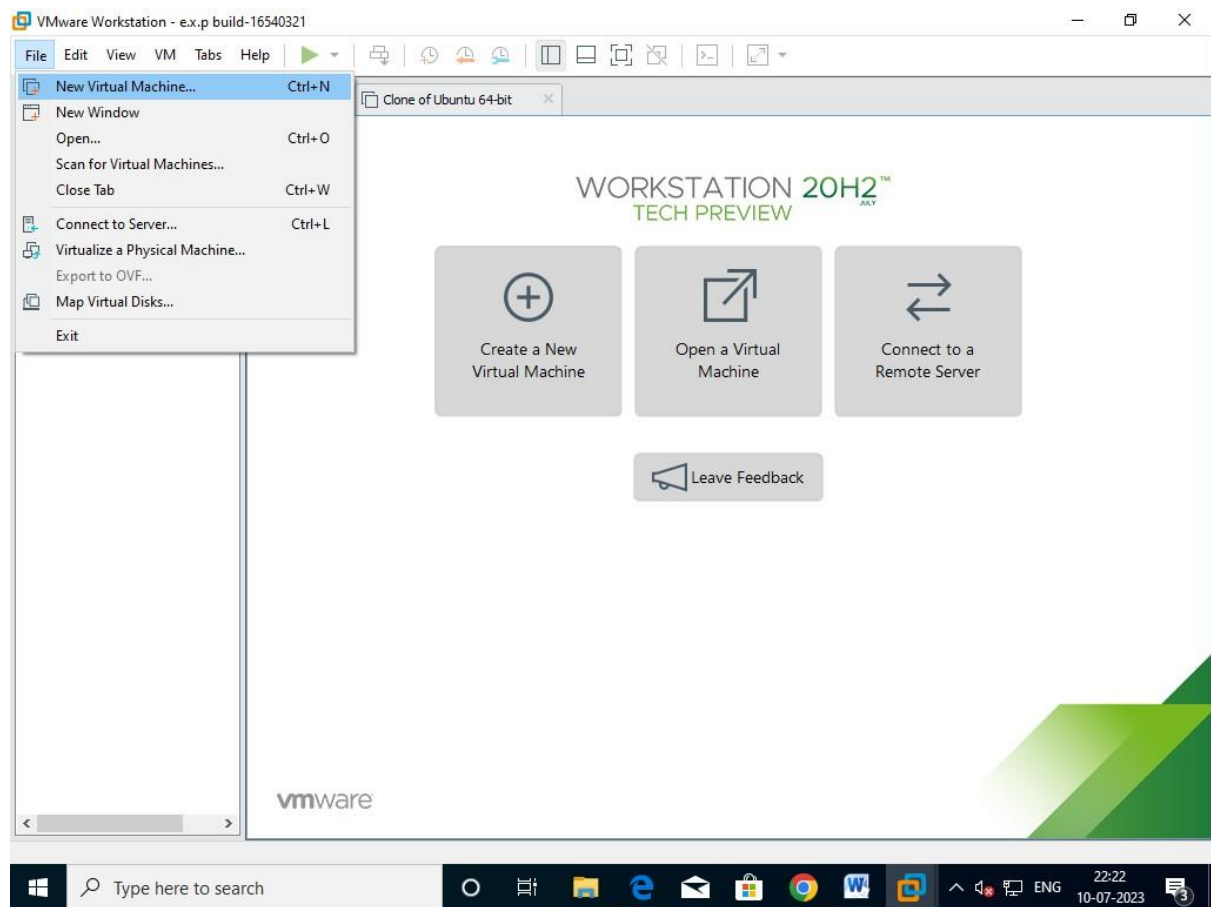 VMware Workstation - e.x.p build-16540321
File Edit View VM Tabs Help
New Virtual Machine... Ctrl+N
New Window
Open... Ctrl+O
Scan for Virtual Machines...
Close Tab Ctrl+W
Connect to Server... Ctrl+L
Virtualize a Physical Machine...
Export to OVF...
Map Virtual Disks...
Exit
Clone of Ubuntu 64-bit
WORKSTATION 20H2™
JULY
TECH PREVIEW
Create a New
Virtual Machine
Open a Virtual
Machine
Connect to a
Remote Server
Leave Feedback
vmware
Type here to search
ENG
22:22
10-07-2023
3